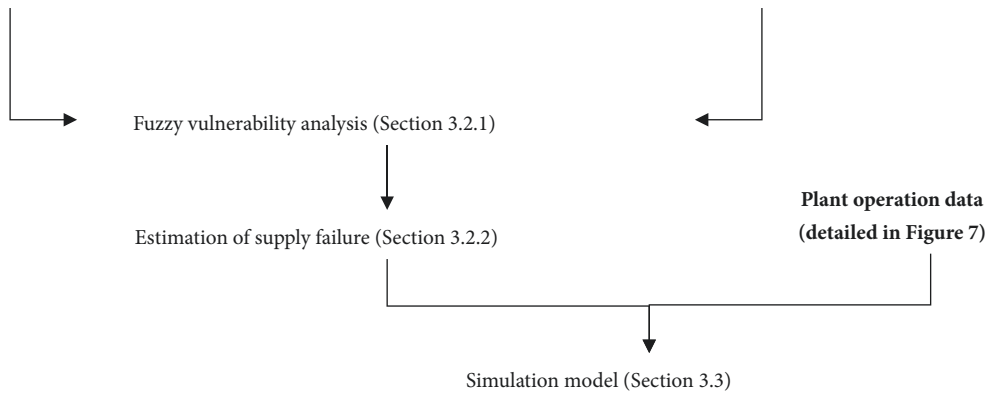 Fuzzy vulnerability analysis (Section 3.2.1)
Plant operation data
(detailed in Figure 7)
Estimation of supply failure (Section 3.2.2)
Simulation model (Section 3.3)